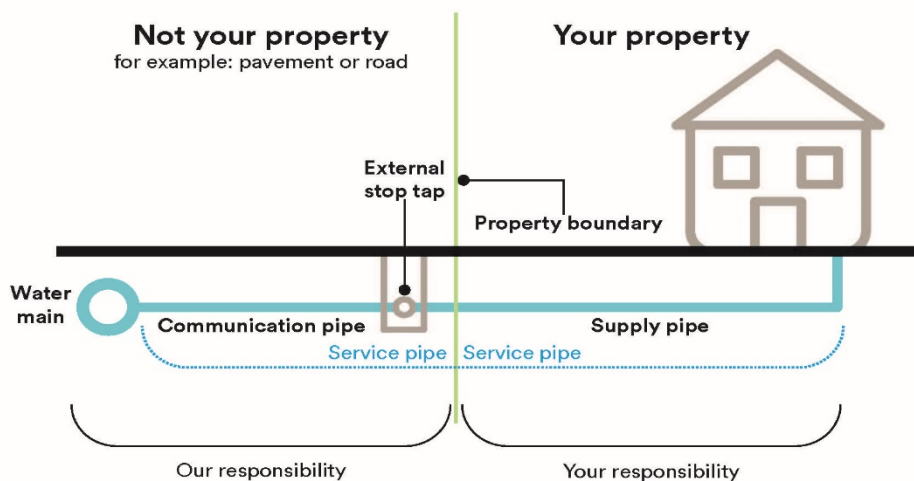 Not your property
for example: pavement or road
Your property
External
stop tap
Property boundary
Water
main
Communication pipe
Supply pipe
Service pipe
Service pipe
Our responsibility
Your responsibility